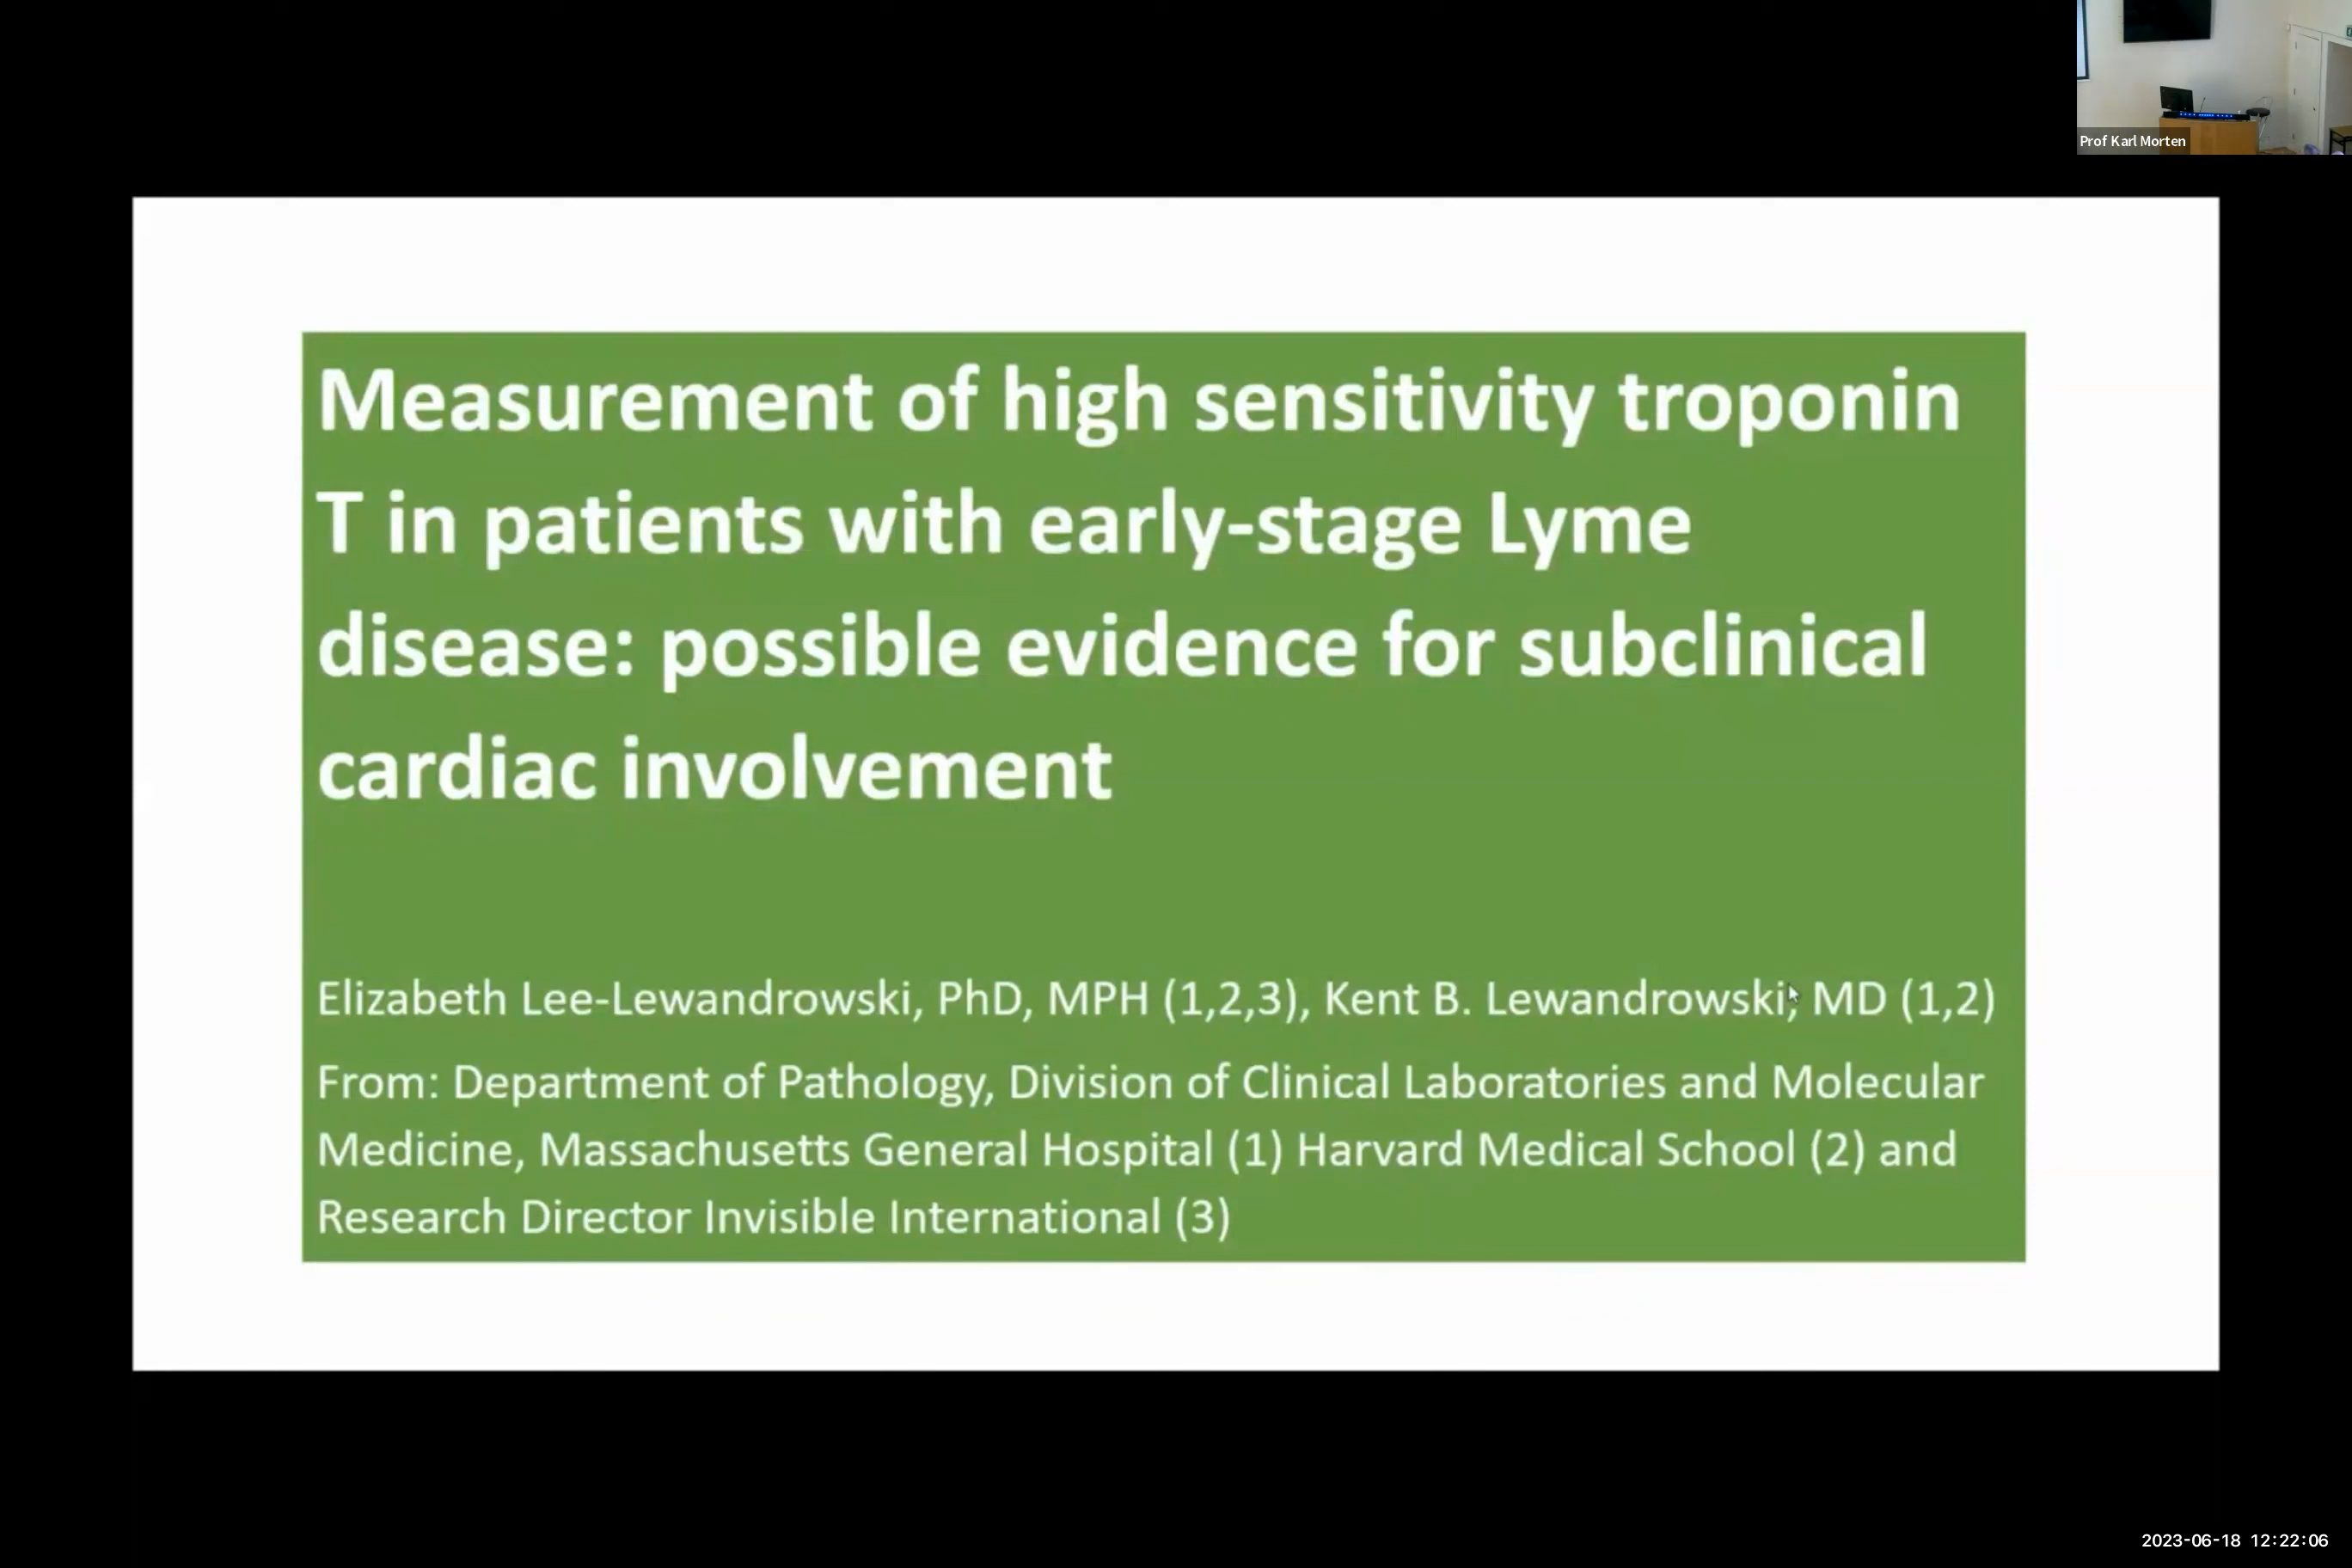 Prof Karl Morten
Measurement of high sensitivity troponin
T in patients with early-stage Lyme
disease: possible evidence for subclinical
cardiac involvement
Elizabeth Lee-Lewandrowski, PhD, MPH (1,2,3), Kent B. Lewandrowski, MD (1,2)
From: Department of Pathology, Division of Clinical Laboratories and Molecular
Medicine, Massachusetts General Hospital (1) Harvard Medical School (2) and
Research Director Invisible International (3)
2023-06-18 12:22:06